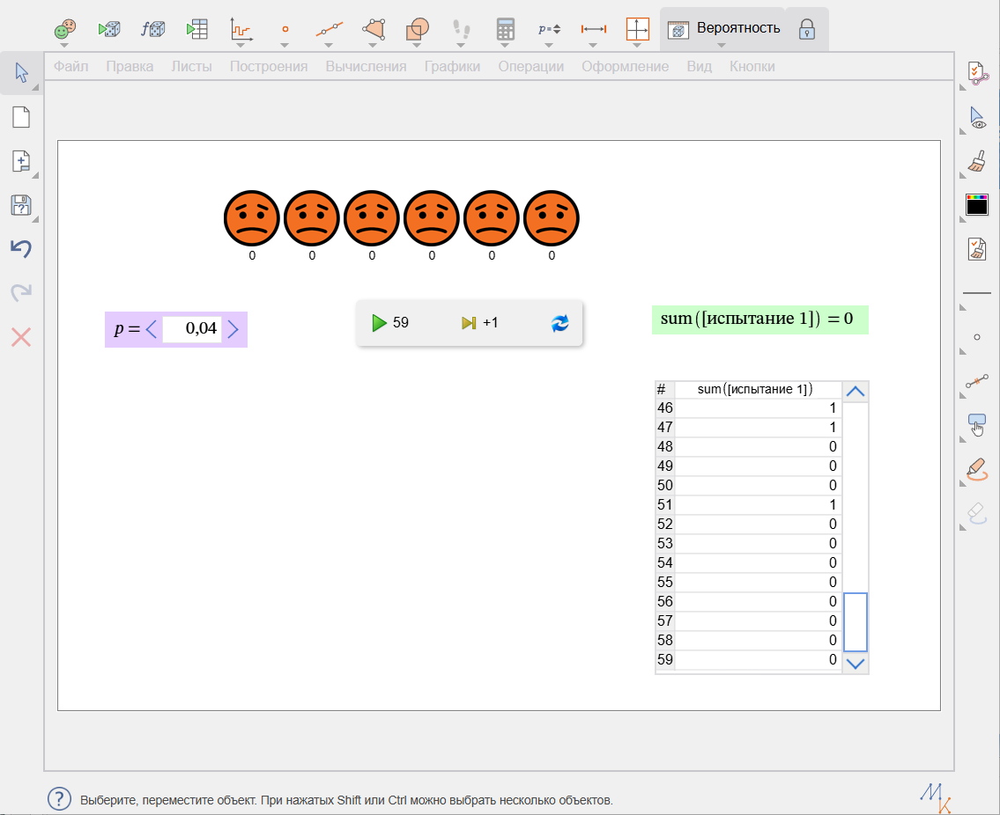 p= Вероятность
Файл Правка Листы Построения Вычисления Графики Операции Оформление Вид Кнопки
0 0 0 0 0 0
p = 0,04
59 +1
sum([испытание 1]) = 0
# sum([испытание 1])
46 1
47 1
48 0
49 0
50 0
51 1
52 0
53 0
54 0
55 0
56 0
57 0
58 0
59 0
? Выберите, переместите объект. При нажатых Shift или Ctrl можно выбрать несколько объектов.
МК